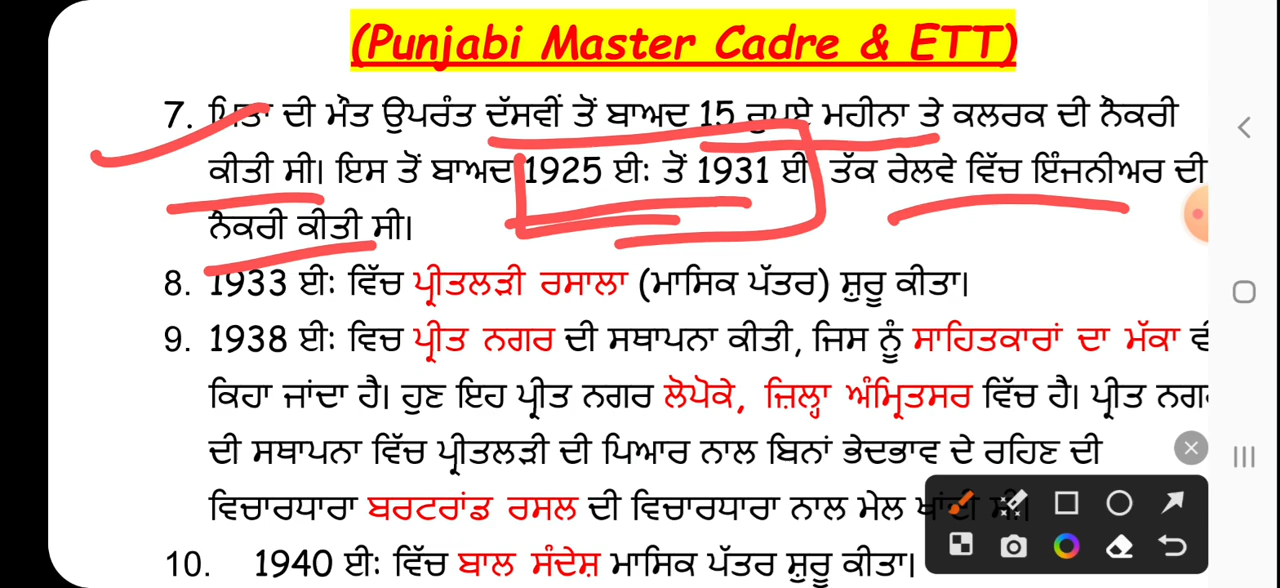 (Punjabi Master Cadre & ETT)
7. ਪਿਤਾ ਦੀ ਮੌਤ ਉਪਰੰਤ ਦੱਸਵੀਂ ਤੋਂ ਬਾਅਦ 15 ਰੁਪਏ ਮਹੀਨਾ ਤੇ ਕਲਰਕ ਦੀ ਨੌਕਰੀ
ਕੀਤੀ ਸੀ। ਇਸ ਤੋਂ ਬਾਅਦ 1925 ਈ: ਤੋਂ 1931 ਈ: ਤੱਕ ਰੇਲਵੇ ਵਿੱਚ ਇੰਜਨੀਅਰ ਦੀ
ਨੌਕਰੀ ਕੀਤੀ ਸੀ।
8. 1933 ਈ: ਵਿੱਚ ਪ੍ਰੀਤਲੜੀ ਰਸਾਲਾ (ਮਾਸਿਕ ਪੱਤਰ) ਸ਼ੁਰੂ ਕੀਤਾ।
9. 1938 ਈ: ਵਿਚ ਪ੍ਰੀਤ ਨਗਰ ਦੀ ਸਥਾਪਨਾ ਕੀਤੀ, ਜਿਸ ਨੂੰ ਸਾਹਿਤਕਾਰਾਂ ਦਾ ਮੱਕਾ
ਕਿਹਾ ਜਾਂਦਾ ਹੈ। ਹੁਣ ਇਹ ਪ੍ਰੀਤ ਨਗਰ ਲੋਪੋਕੇ, ਜ਼ਿਲ੍ਹਾ ਅੰਮ੍ਰਿਤਸਰ ਵਿੱਚ ਹੈ। ਪ੍ਰੀਤ
ਦੀ ਸਥਾਪਨਾ ਵਿੱਚ ਪ੍ਰੀਤਲੜੀ ਦੀ ਪਿਆਰ ਨਾਲ ਬਿਨਾਂ ਭੇਦਭਾਵ ਦੇ ਰਹਿਣ ਦੀ
ਵਿਚਾਰਧਾਰਾ ਬਰਟਰਾਂਡ ਰਸਲ ਦੀ ਵਿਚਾਰਧਾਰਾ ਨਾਲ ਮੇਲ ਖਾਂਦੀ ਸੀ।
10. 1940 ਈ: ਵਿੱਚ ਬਾਲ ਸੰਦੇਸ਼ ਮਾਸਿਕ ਪੱਤਰ ਸ਼ੁਰੂ ਕੀਤਾ।